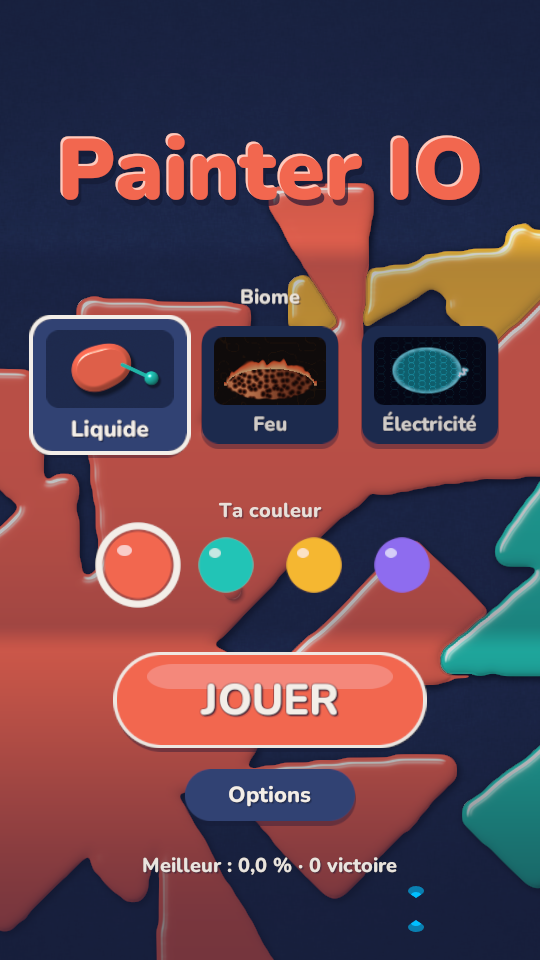 Painter IO
Biome
Liquide
Feu
Électricité
Ta couleur
JOUER
Options
Meilleur : 0,0 % · 0 victoire